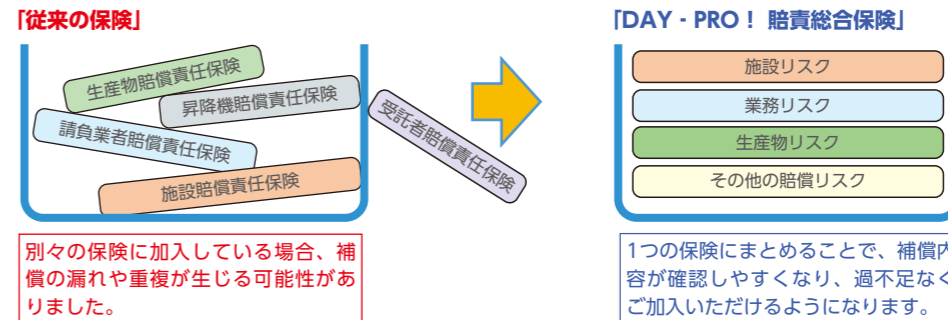 「従来の保険」
生産物賠償責任保険
昇降機賠償責任保険
請負業者賠償責任保険
施設賠償責任保険
受託者賠償責任保険
別々の保険に加入している場合、補
償の漏れや重複が生じる可能性があ
りました。
「DAY‐PRO！ 賠責総合保険」
施設リスク
業務リスク
生産物リスク
その他の賠償リスク
1つの保険にまとめることで、補償内
容が確認しやすくなり、過不足なく
ご加入いただけるようになります。